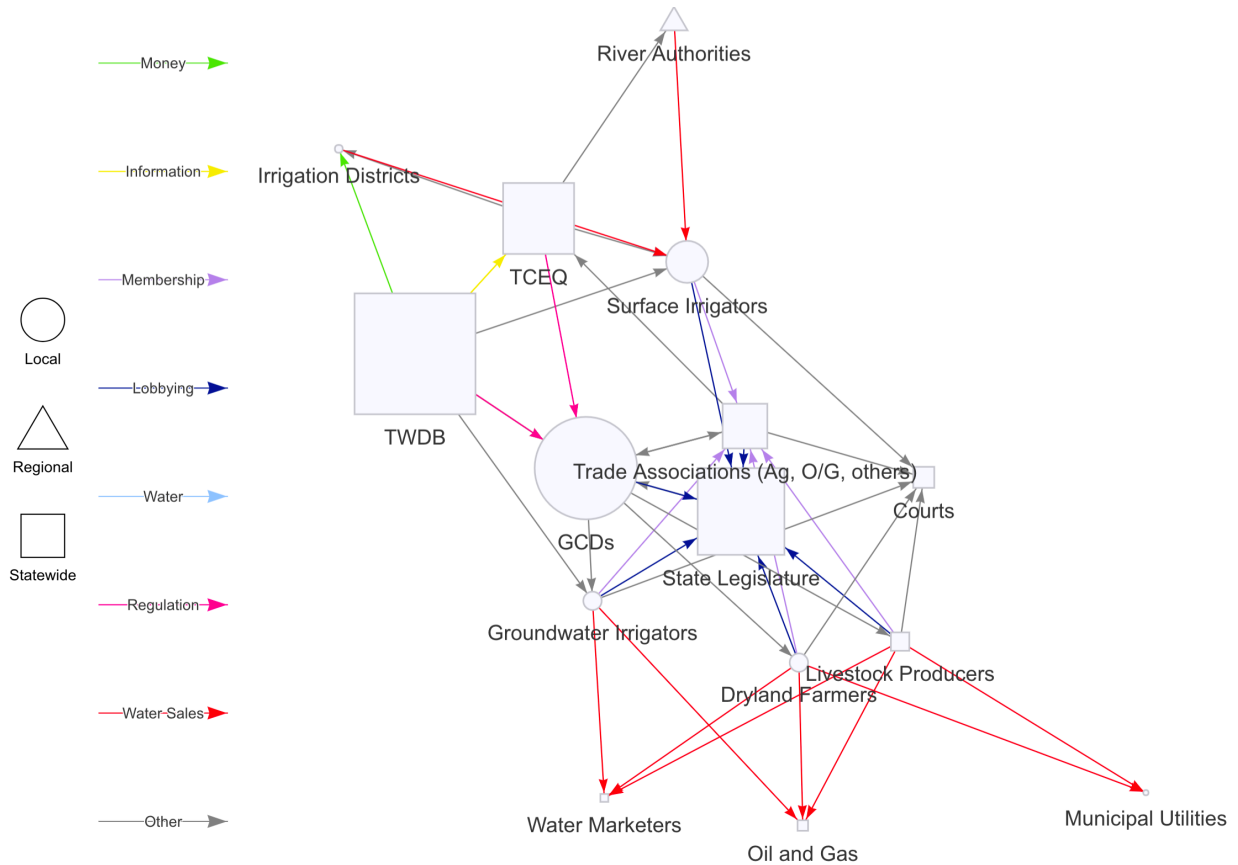 River Authorities
Money
Irrigation Districts
Information
TCEQ
Membership
Surface Irrigators
Local
Lobbying
TWDB
Regional
Trade Associations (Ag, O/G, others)
Water
Courts
GCDs
State Legislature
Statewide
Regulation
Groundwater Irrigators
Livestock Producers
Dryland Farmers
Water Sales
Other
Water Marketers
Municipal Utilities
Oil and Gas